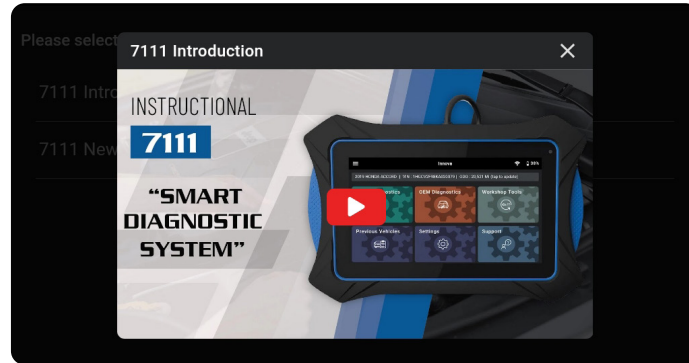 Please select
7111 Introduction
7111 Intro
INSTRUCTIONAL
7111
7111 New
"SMART
DIAGNOSTIC
SYSTEM"
Innova
38%
OEM Diagnostics
Workshop Tools
Previous Vehicles
Settings
Support